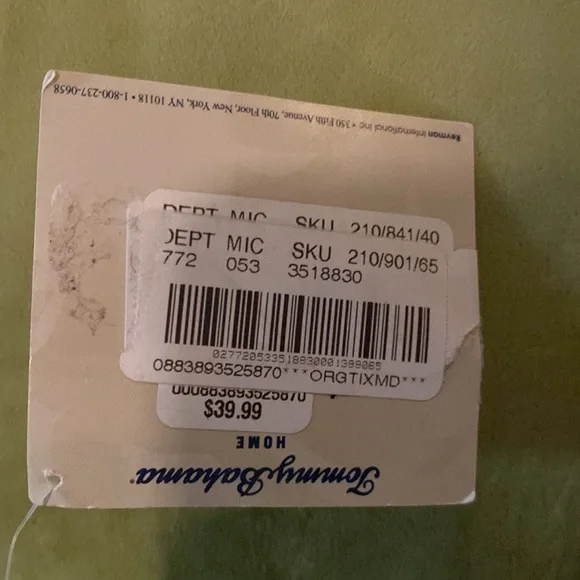 Revman International Inc • 350 Fifth Avenue, 70th Floor, New York, NY 10118 • 1-800-237-0658
DEPT MIC SKU 210/841/40
DEPT MIC SKU 210/901/65
772 053 3518830
0883893525870***ORGTIXMD***
000883893525870
$39.99
HOME
Tommy Bahama